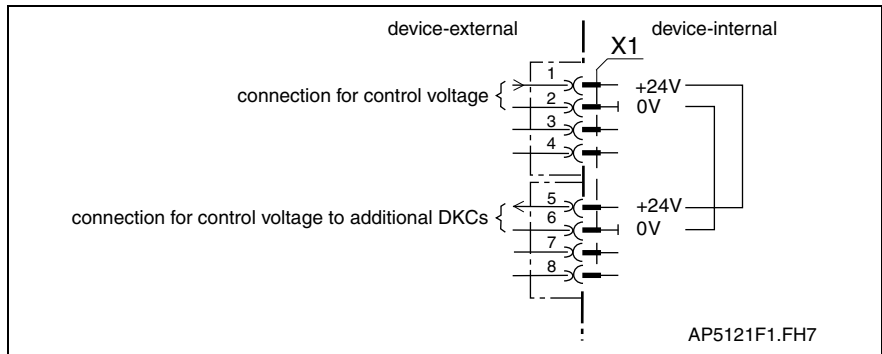 device-external device-internal
X1
1
connection for control voltage
+24V
2
0V
3
4
5
+24V
connection for control voltage to additional DKCs
6
0V
7
8
AP5121F1.FH7